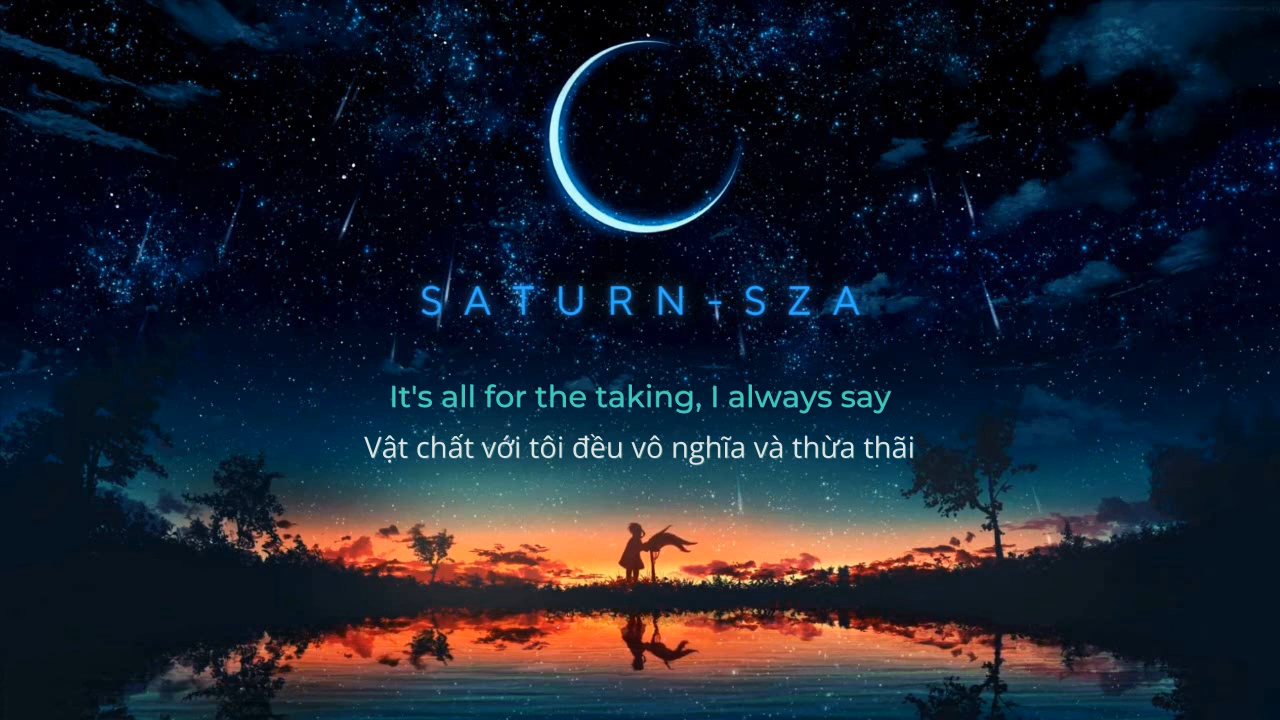 SATURN-SZA
It's all for the taking, I always say
Vật chất với tôi đều vô nghĩa và thừa thãi